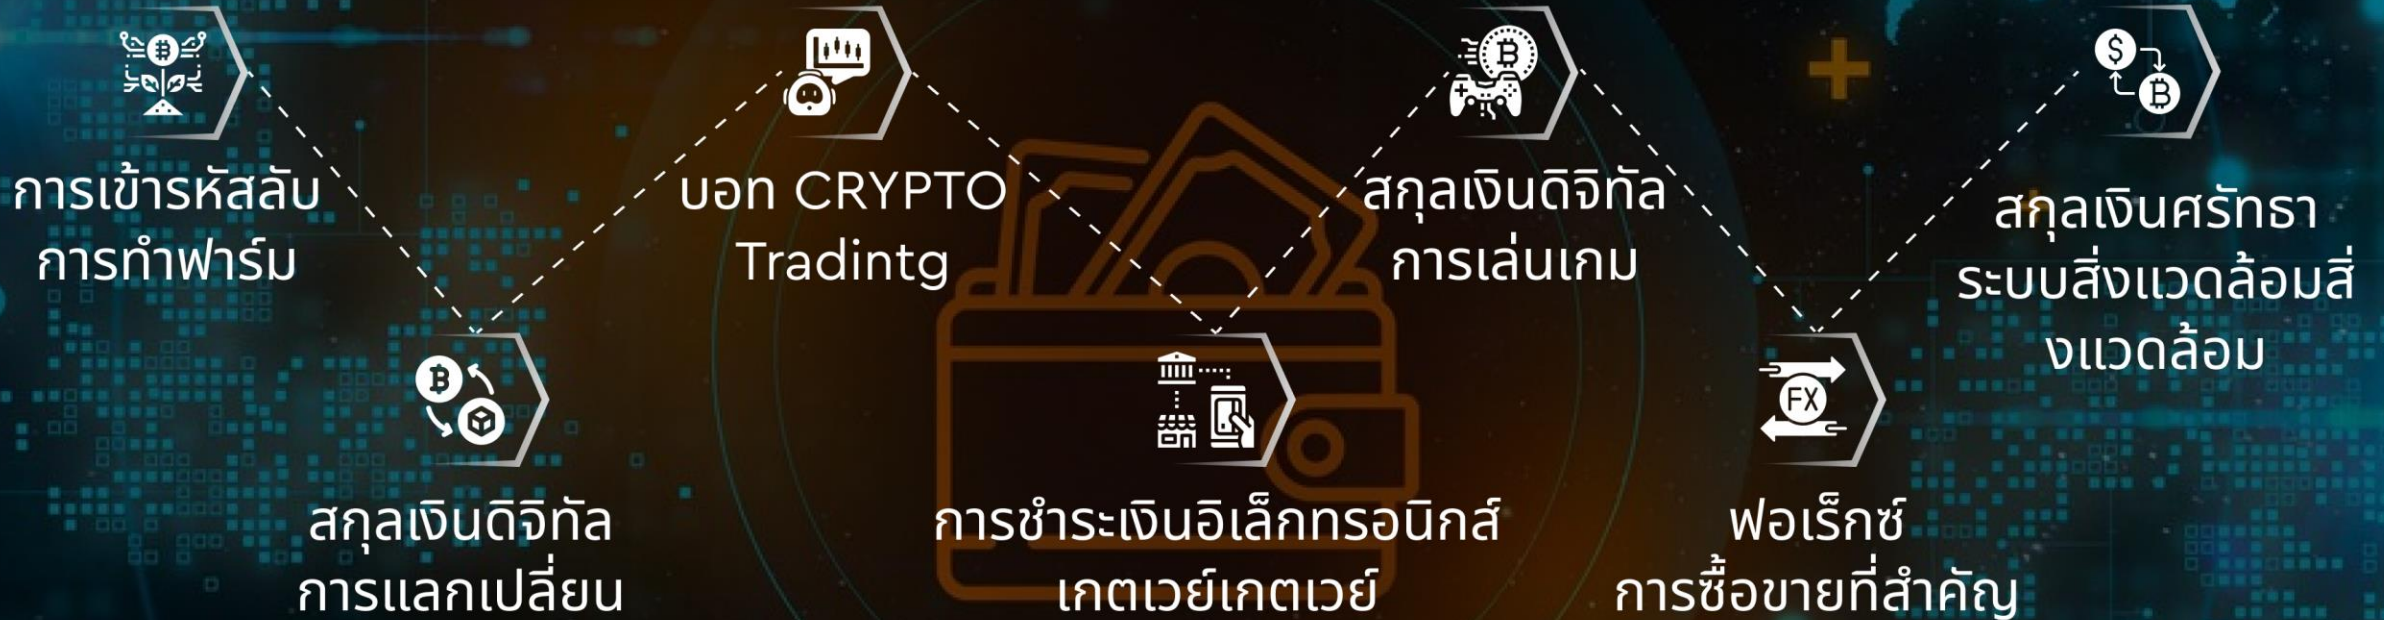 การเข้ารหัสลับ
การทำฟาร์ม
สกุลเงินดิจิทัล
การแลกเปลี่ยน
บอท CRYPTO
Tradintg
การชำระเงินอิเล็กทรอนิกส์
เกตเวย์เกตเวย์
สกุลเงินดิจิทัล
การเล่นเกม
FX
ฟอเร็กซ์
การซื้อขายที่สำคัญ
สกุลเงินศรัทธา
ระบบสิ่งแวดล้อมสิ่
งแวดล้อม